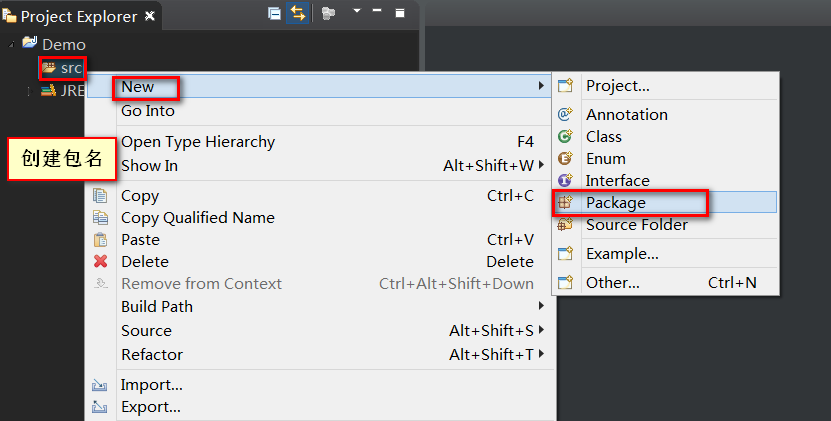 Project Explorer
Demo
src
JRE
创建包名
New
Go Into
Open Type Hierarchy F4
Show In Alt+Shift+W
Copy Ctrl+C
Copy Qualified Name
Paste Ctrl+V
Delete Delete
Remove from Context Ctrl+Alt+Shift+Down
Build Path
Source Alt+Shift+S
Refactor Alt+Shift+T
Import...
Export...
Project...
Annotation
Class
Enum
Interface
Package
Source Folder
Example...
Other... Ctrl+N